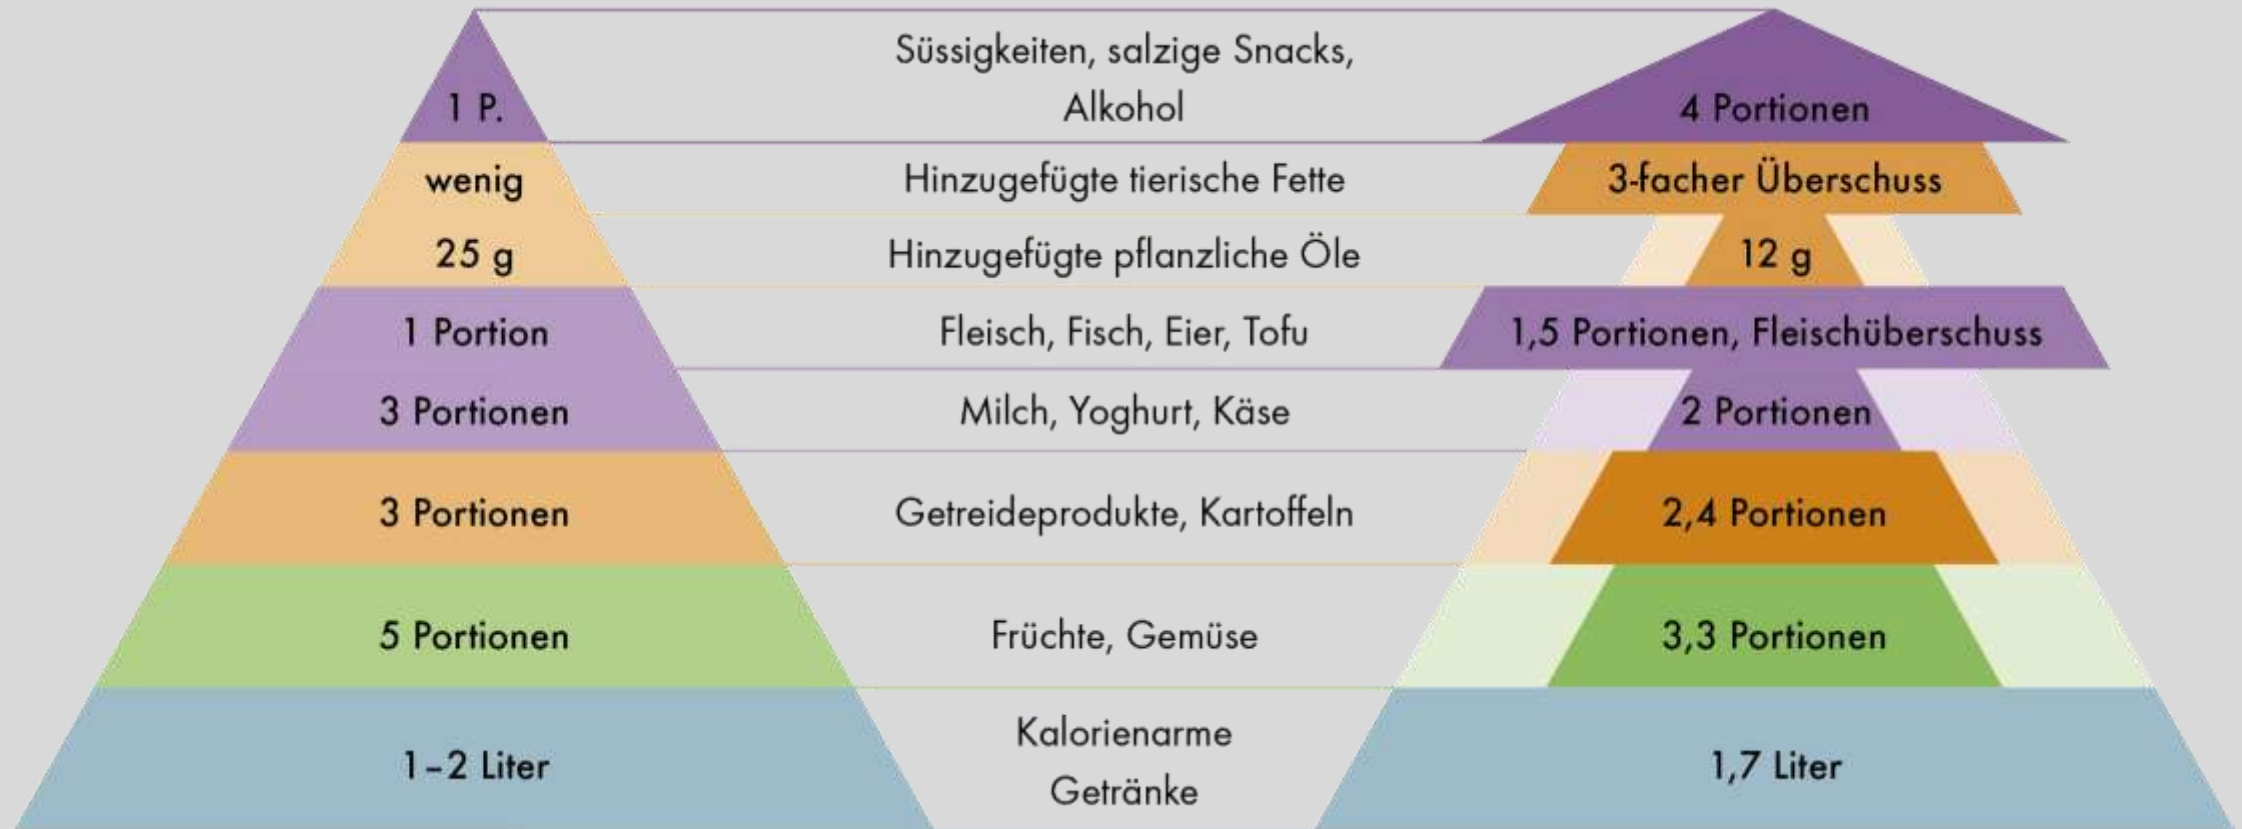 Süssigkeiten, salzige Snacks,
1 P.
Alkohol
4 Portionen
wenig
Hinzugefügte tierische Fette
3-facher Überschuss
25 g
Hinzugefügte pflanzliche Öle
12 g
1 Portion
Fleisch, Fisch, Eier, Tofu
1,5 Portionen, Fleischüberschuss
3 Portionen
Milch, Yoghurt, Käse
2 Portionen
3 Portionen
Getreideprodukte, Kartoffeln
2,4 Portionen
5 Portionen
Früchte, Gemüse
3,3 Portionen
Kalorienarme
1–2 Liter
Getränke
1,7 Liter